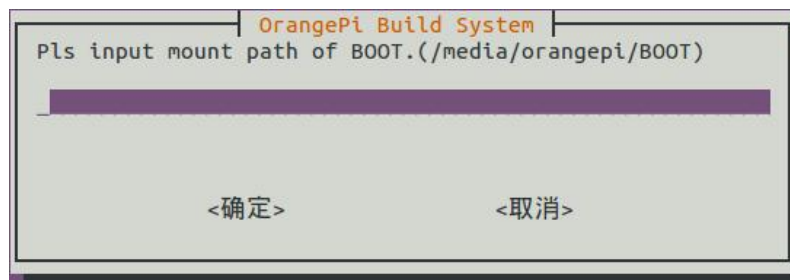 OrangePi Build System
Pls input mount path of BOOT.(/media/orangepi/BOOT)
_
<确定> <取消>